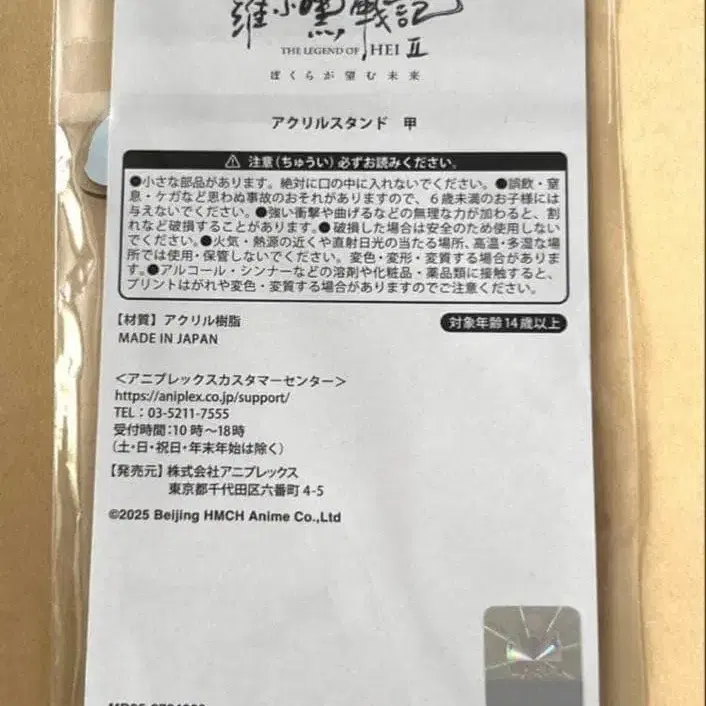 羅小黒戦記
THE LEGEND OF HEI II
ぼくらが望む未来
アクリルスタンド 甲
⚠ 注意(ちゅうい)必ずお読みください。
●小さな部品があります。絶対に口の中に入れないでください。●誤飲・窒
息・ケガなど思わぬ事故のおそれがありますので、6歳未満のお子様には
与えないでください。●強い衝撃や曲げるなどの無理な力が加わると、割
れなど破損することがあります。●破損した場合は安全のため使用しない
でください。●火気・熱源の近くや直射日光の当たる場所、高温・多湿な場
所では使用・保管しないでください。変色・変形・変質する場合がありま
す。●アルコール・シンナーなどの溶剤や化粧品・薬品類に接触すると、
プリントはがれや変色・変質する場合がありますのでご注意ください。
【材質】アクリル樹脂
対象年齢14歳以上
MADE IN JAPAN
<アニプレックスカスタマーセンター>
https://aniplex.co.jp/support/
TEL:03-5211-7555
受付時間:10時〜18時
(土・日・祝日・年末年始は除く)
【発売元】株式会社アニプレックス
東京都千代田区六番町4-5
©2025 Beijing HMCH Anime Co.,Ltd